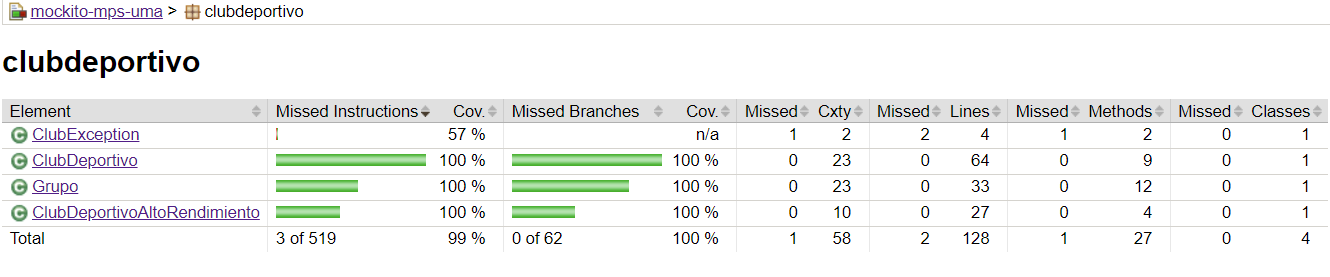 mockito-mps-uma > clubdeportivo
clubdeportivo
Element Missed Instructions Cov. Missed Branches Cov. Missed Cxty Missed Lines Missed Methods Missed Classes
ClubException 57 % n/a 1 2 2 4 1 2 0 1
ClubDeportivo 100 % 100 % 0 23 0 64 0 9 0 1
Grupo 100 % 100 % 0 23 0 33 0 12 0 1
ClubDeportivoAltoRendimiento 100 % 100 % 0 10 0 27 0 4 0 1
Total 3 of 519 99 % 0 of 62 100 % 1 58 2 128 1 27 0 4